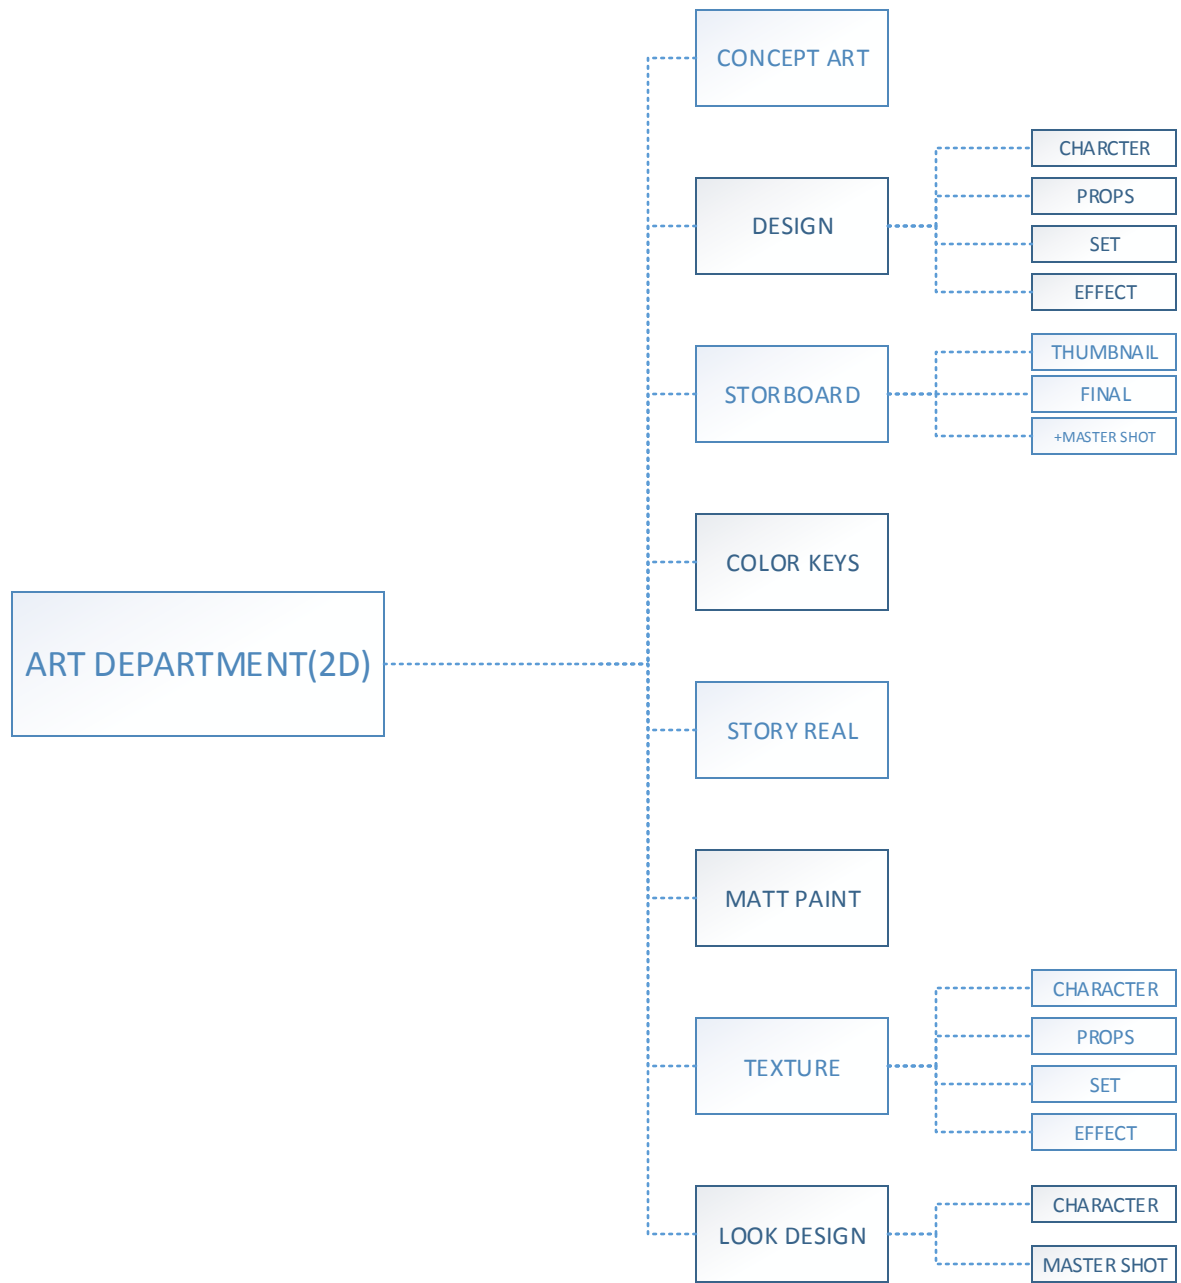 CONCEPT ART
CHARCTER
PROPS
DESIGN
SET
EFFECT
THUMBNAIL
STORBOARD
FINAL
+MASTER SHOT
COLOR KEYS
ART DEPARTMENT(2D)
STORY REAL
MATT PAINT
CHARACTER
PROPS
TEXTURE
SET
EFFECT
CHARACTER
LOOK DESIGN
MASTER SHOT